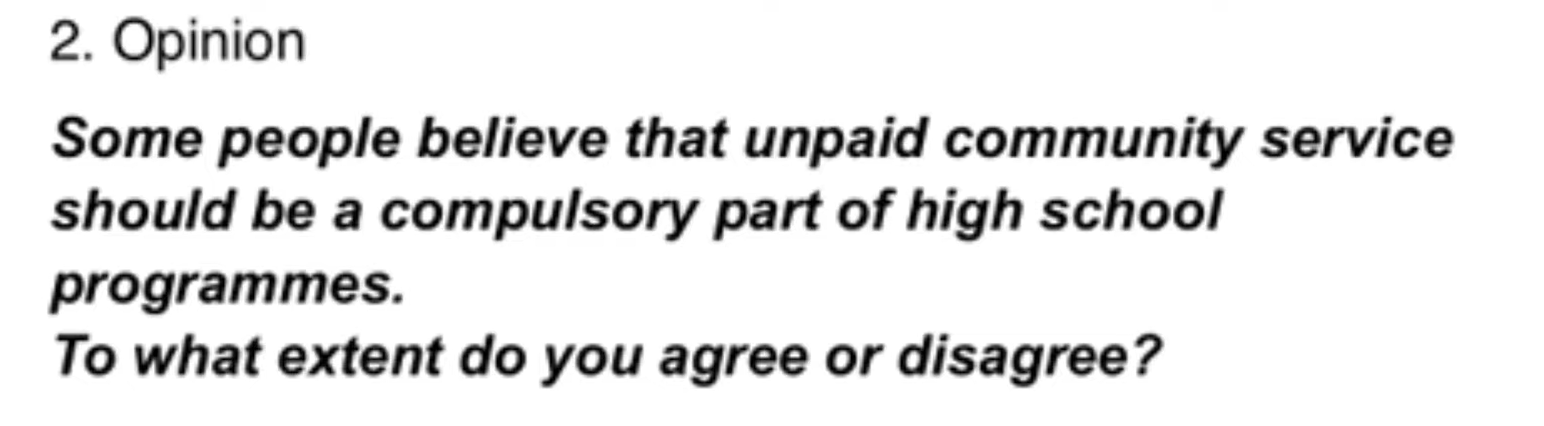 2. Opinion
Some people believe that unpaid community service
should be a compulsory part of high school
programmes.
To what extent do you agree or disagree?